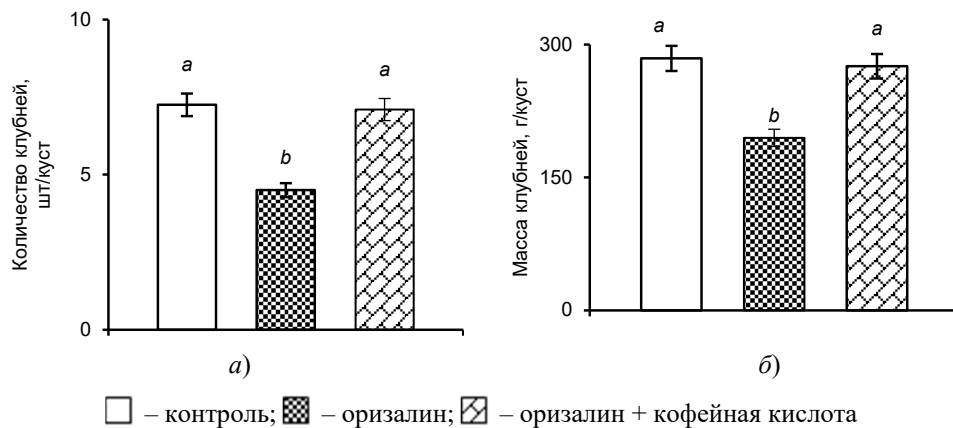 10
5
0
Количество клубней,
шт/куст
a
b
a
а)
300
150
0
Масса клубней, г/куст
a
b
a
б)
– контроль; – оризалин; – оризалин + кофейная кислота